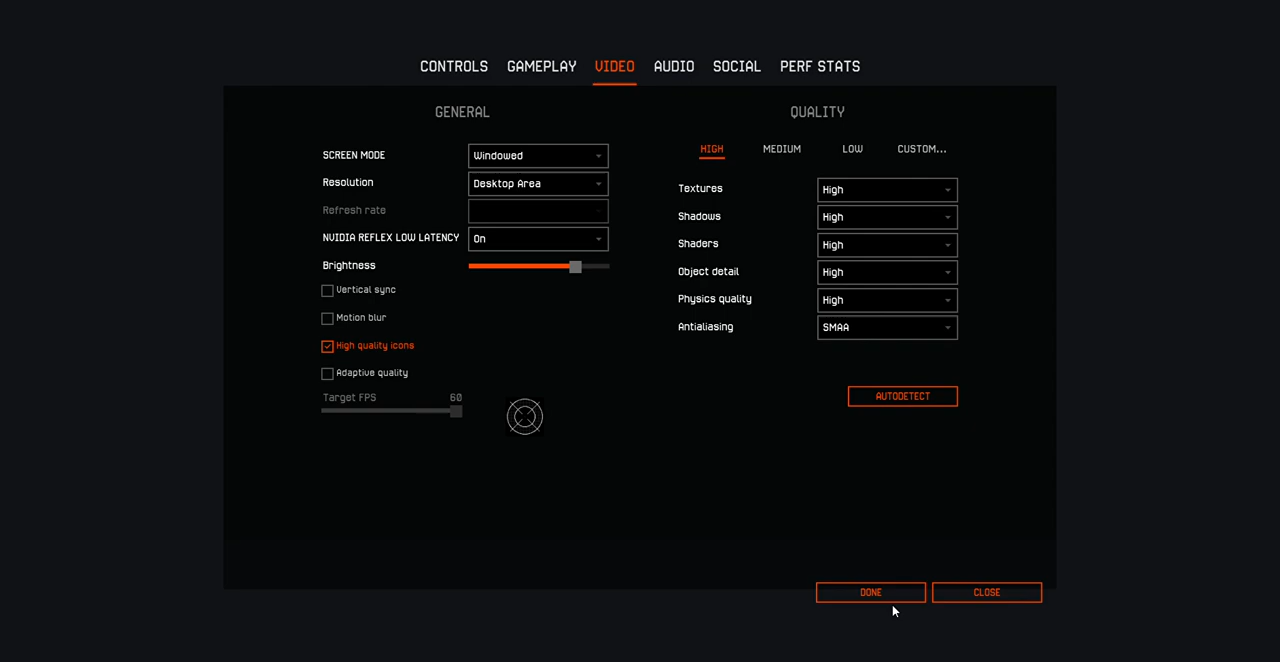 CONTROLS GAMEPLAY VIDEO AUDIO SOCIAL PERF STATS
GENERAL
SCREEN MODE Windowed
Resolution Desktop Area
Refresh rate
NVIDIA REFLEX LOW LATENCY On
Brightness
Vertical sync
Motion blur
High quality icons
Adaptive quality
Target FPS 60
QUALITY
HIGH MEDIUM LOW CUSTOM...
Textures High
Shadows High
Shaders High
Object detail High
Physics quality High
Antialiasing SMAA
AUTODETECT
DONE CLOSE